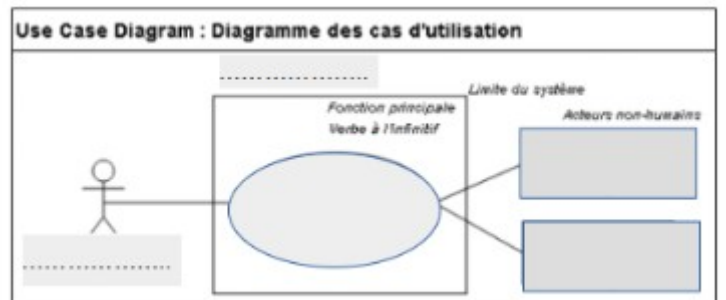 Use Case Diagram : Diagramme des cas d'utilisation
....................
Limite du système
Fonction principale
Verbe à l'infinitif
Acteurs non-humains
....................